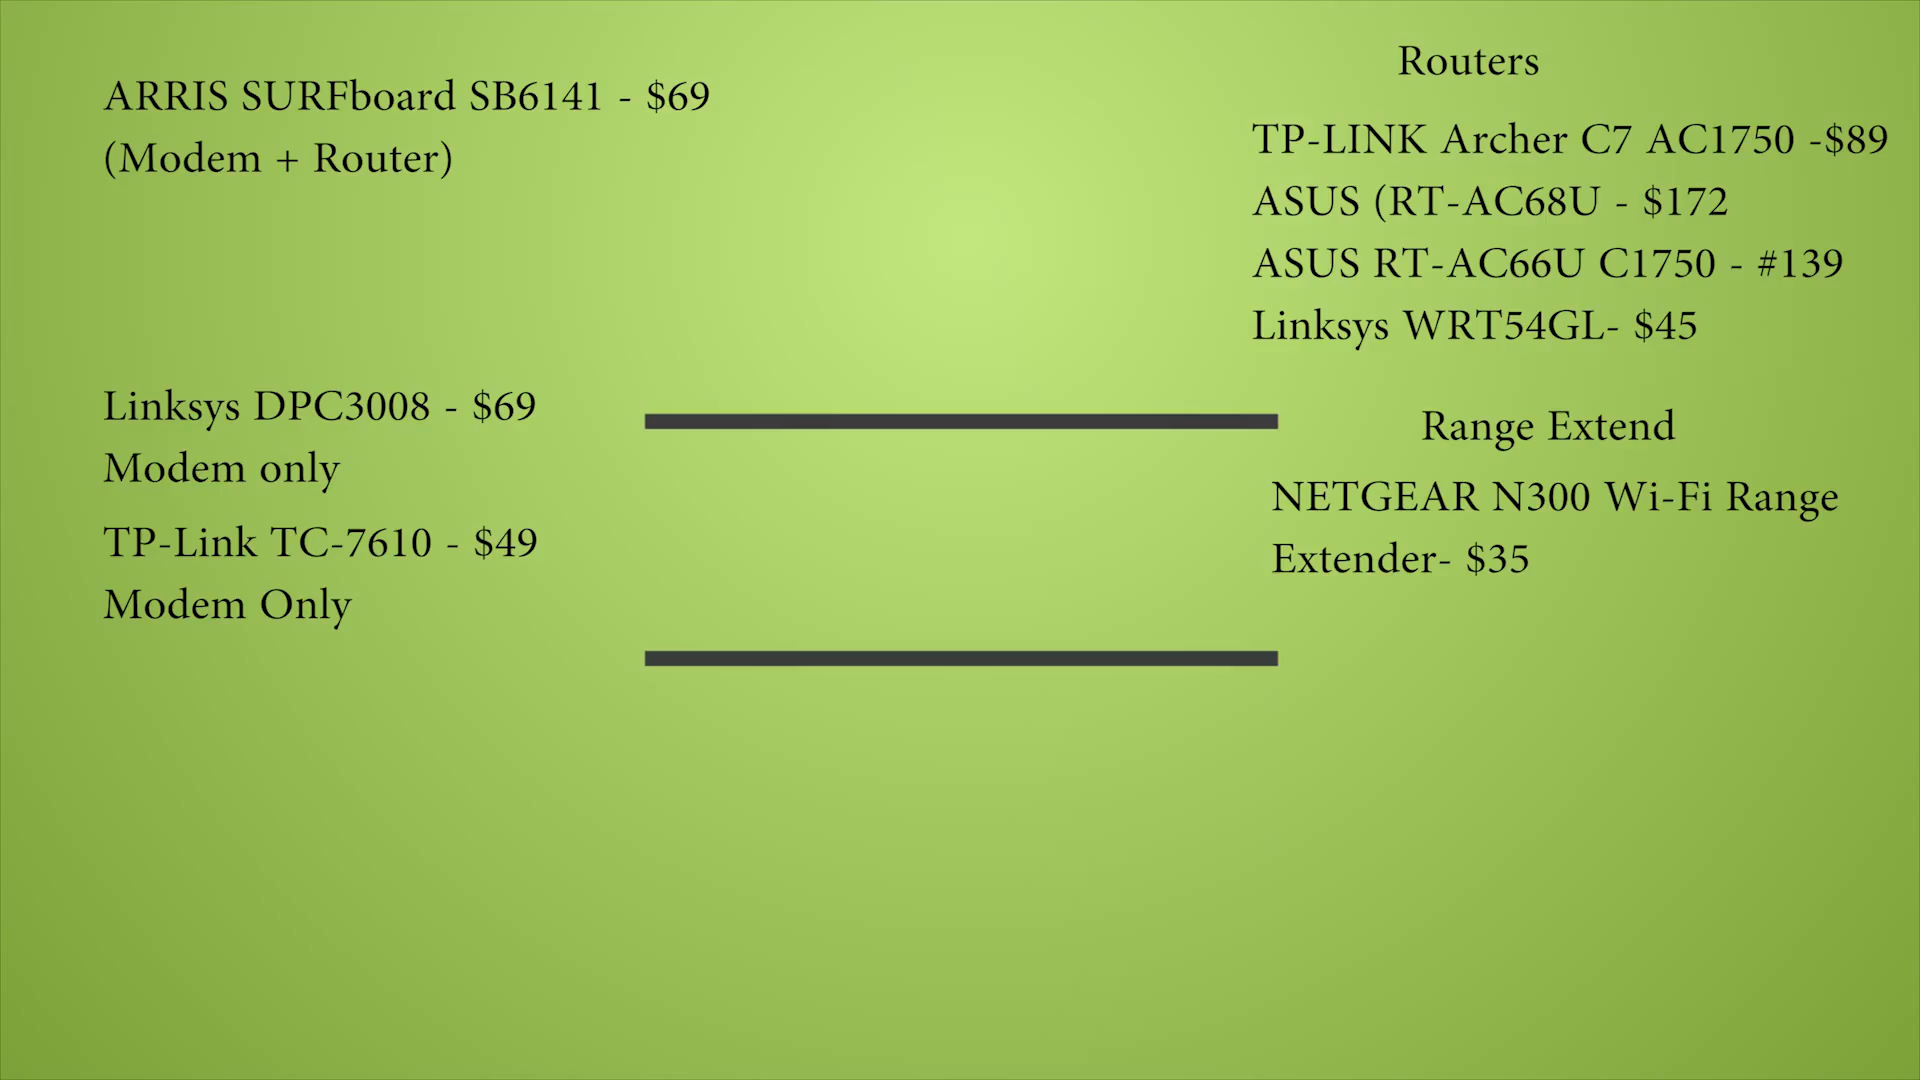 ARRIS SURFboard SB6141 - $69
(Modem + Router)
Linksys DPC3008 - $69
Modem only
TP-Link TC-7610 - $49
Modem Only
Routers
TP-LINK Archer C7 AC1750 -$89
ASUS (RT-AC68U - $172
ASUS RT-AC66U C1750 - #139
Linksys WRT54GL- $45
Range Extend
NETGEAR N300 Wi-Fi Range
Extender- $35